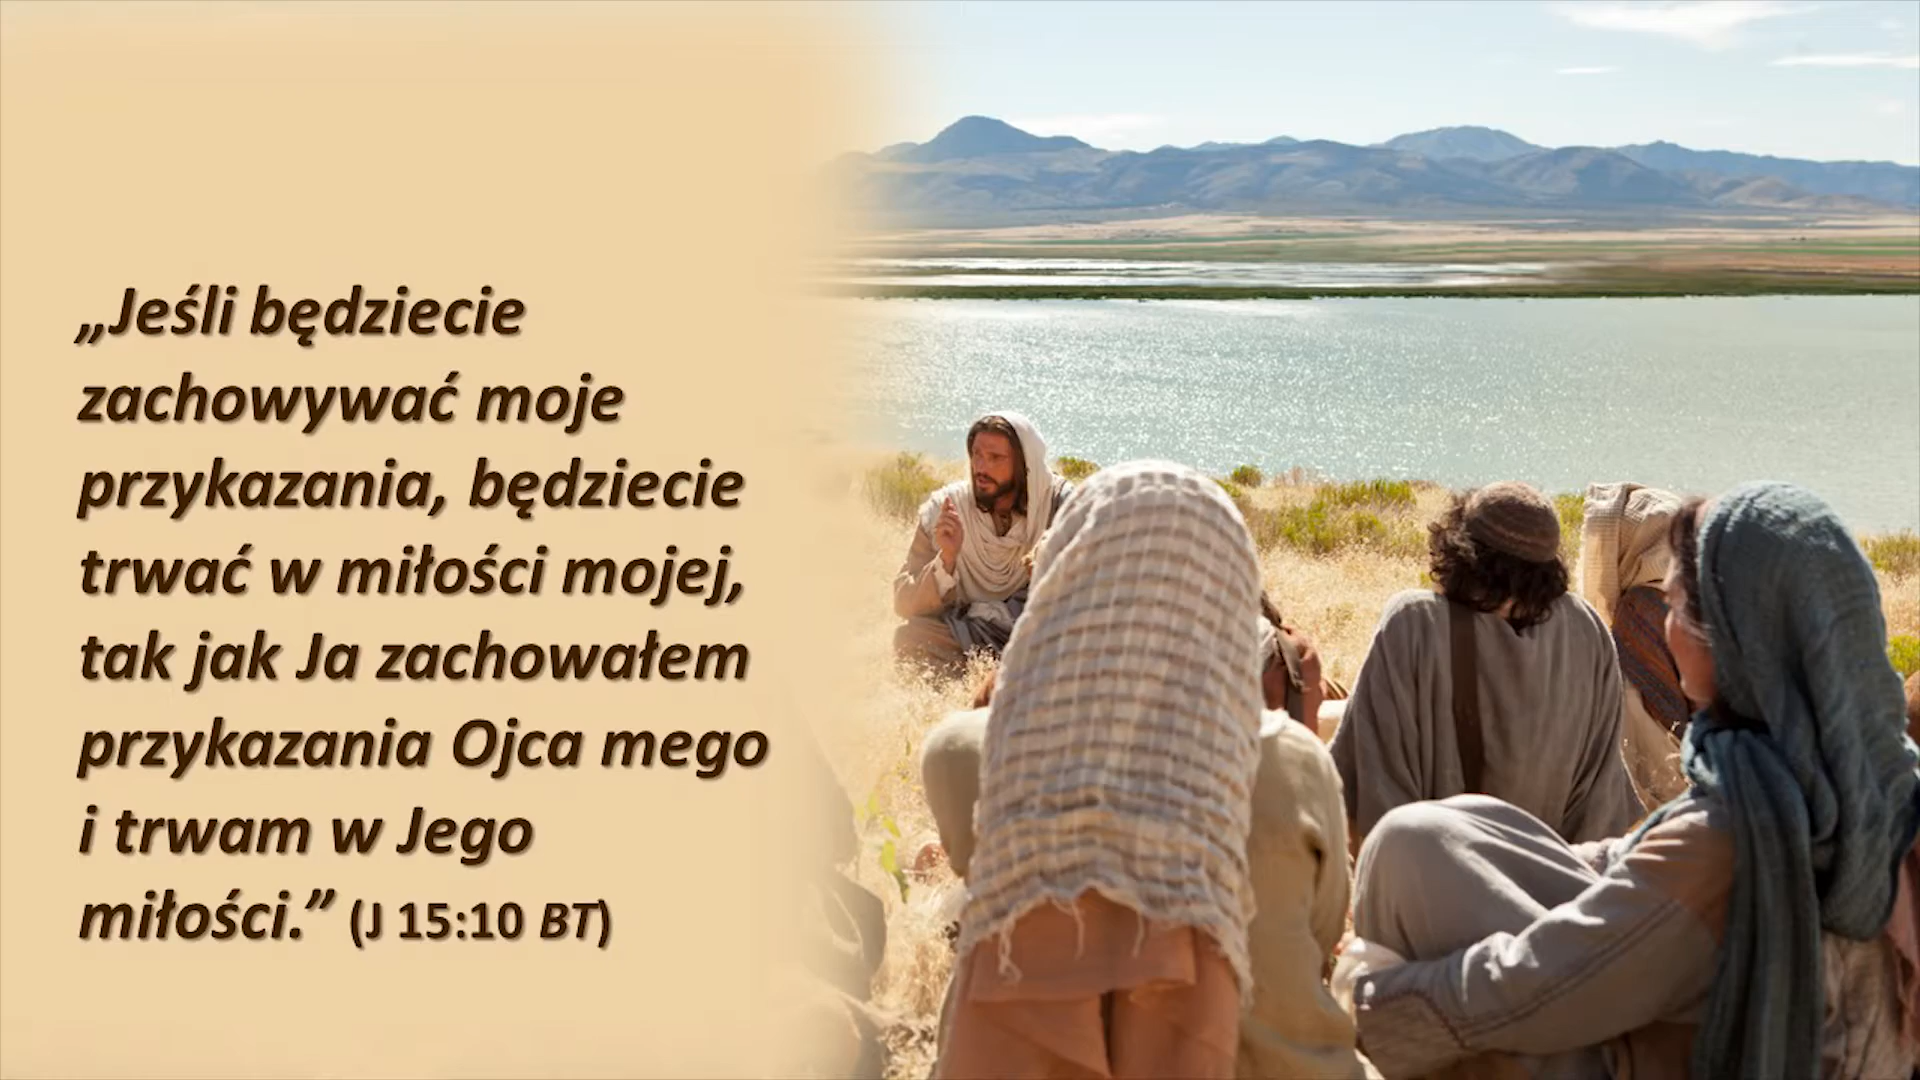 „Jeśli będziecie
zachowywać moje
przykazania, będziecie
trwać w miłości mojej,
tak jak Ja zachowałem
przykazania Ojca mego
i trwam w Jego
miłości.” (J 15:10 BT)